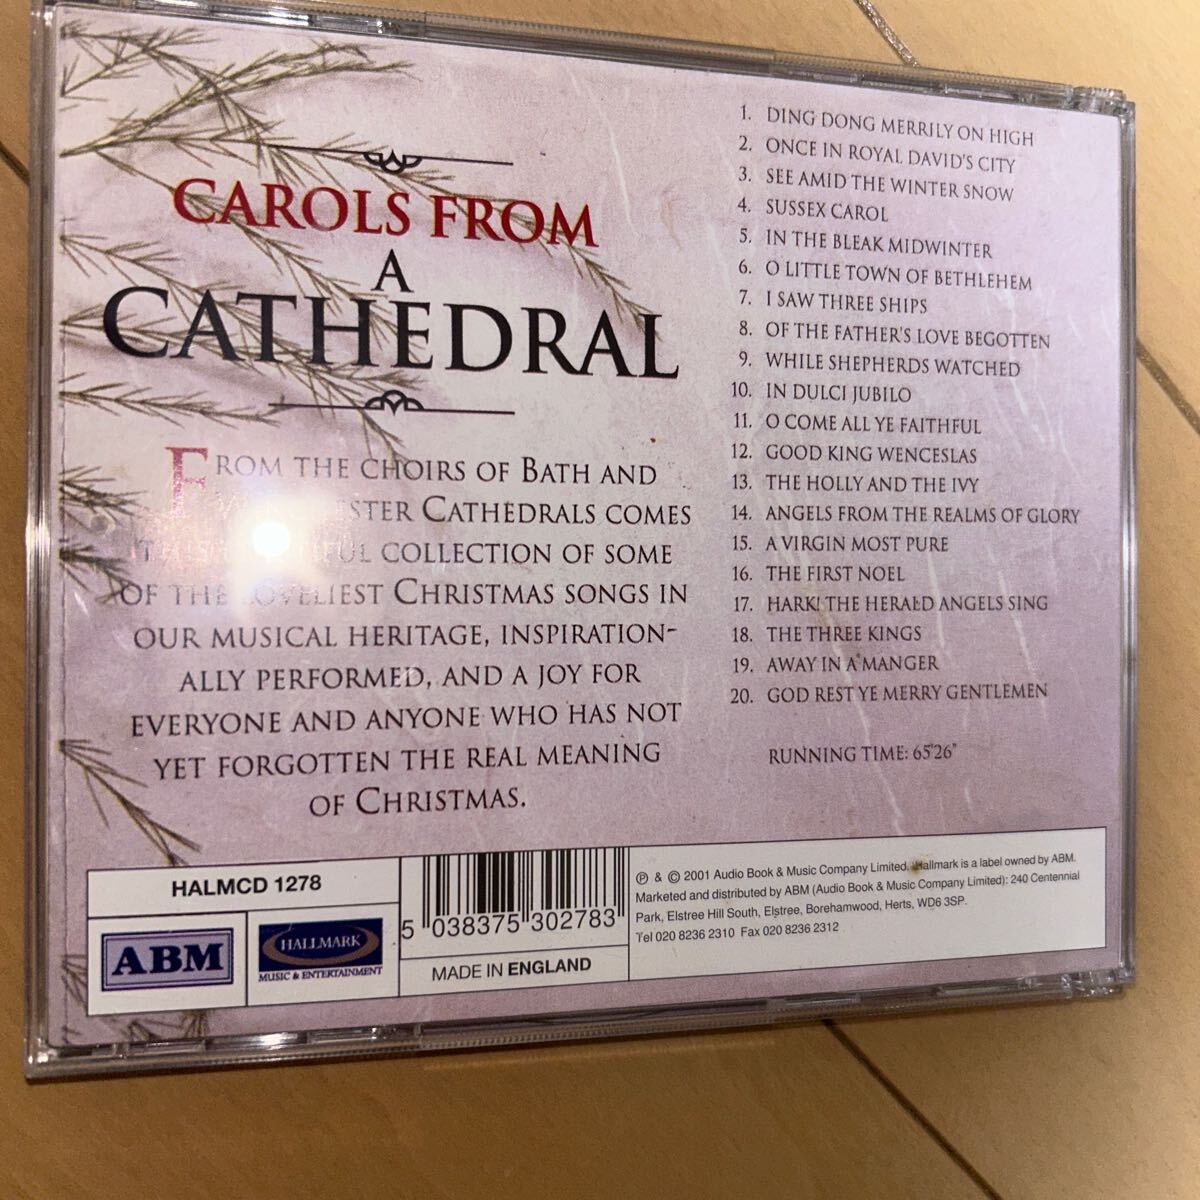 CAROLS FROM
A
CATHEDRAL
FROM THE CHOIRS OF BATH AND
CATHEDRALS COMES
COLLECTION OF SOME
OF THE LOVELIEST CHRISTMAS SONGS IN
OUR MUSICAL HERITAGE, INSPIRATION-
ALLY PERFORMED, AND A JOY FOR
EVERYONE AND ANYONE WHO HAS NOT
YET FORGOTTEN THE REAL MEANING
OF CHRISTMAS.
1. DING DONG MERRILY ON HIGH
2. ONCE IN ROYAL DAVID'S CITY
3. SEE AMID THE WINTER SNOW
4. SUSSEX CAROL
5. IN THE BLEAK MIDWINTER
6. O LITTLE TOWN OF BETHLEHEM
7. I SAW THREE SHIPS
8. OF THE FATHER'S LOVE BEGOTTEN
9. WHILE SHEPHERDS WATCHED
10. IN DULCI JUBILO
11. O COME ALL YE FAITHFUL
12. GOOD KING WENCESLAS
13. THE HOLLY AND THE IVY
14. ANGELS FROM THE REALMS OF GLORY
15. A VIRGIN MOST PURE
16. THE FIRST NOEL
17. HARK! THE HERALD ANGELS SING
18. THE THREE KINGS
19. AWAY IN A MANGER
20. GOD REST YE MERRY GENTLEMEN
RUNNING TIME: 65'26"
HALMCD 1278
ABM
HALLMARK
MUSIC & ENTERTAINMENT
5 038375 302783
MADE IN ENGLAND
℗ & © 2001 Audio Book & Music Company Limited. Hallmark is a label owned by ABM.
Marketed and distributed by ABM (Audio Book & Music Company Limited): 240 Centennial
Park, Elstree Hill South, Elstree, Borehamwood, Herts, WD6 3SP.
Tel 020 8236 2310 Fax 020 8236 2312